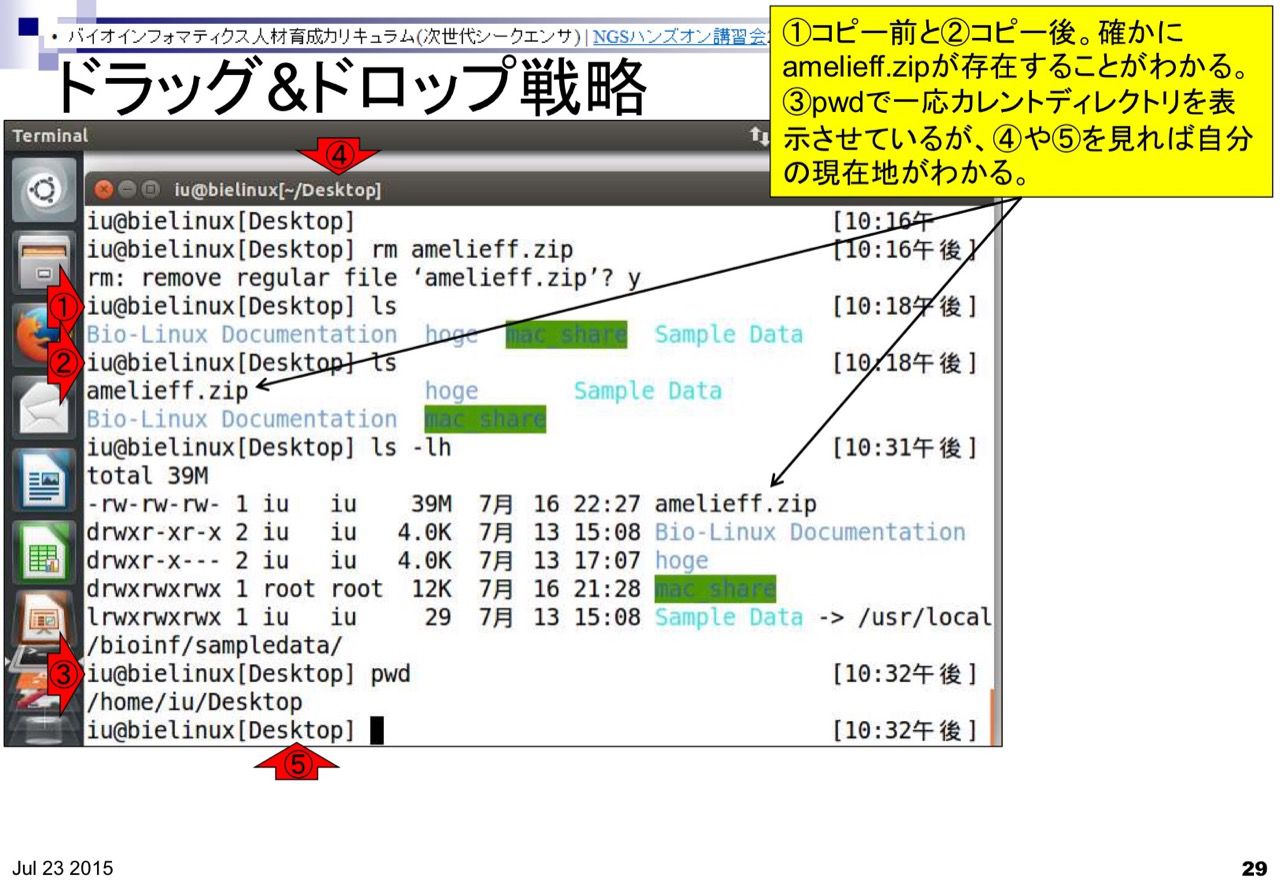 • バイオインフォマティクス人材育成カリキュラム(次世代シークエンサ) | NGSハンズオン講習会
ドラッグ&ドロップ戦略
①コピー前と②コピー後。確かに
amelieff.zipが存在することがわかる。
③pwdで一応カレントディレクトリを表
示させているが、④や⑤を見れば自分
の現在地がわかる。
Terminal
④
iu@bielinux[~/Desktop]
iu@bielinux[Desktop] [10:16午
iu@bielinux[Desktop] rm amelieff.zip [10:16午後]
rm: remove regular file ‘amelieff.zip’? y
① iu@bielinux[Desktop] ls [10:18午後]
Bio-Linux Documentation hoge mac_share Sample Data
② iu@bielinux[Desktop] ls [10:18午後]
amelieff.zip hoge Sample Data
Bio-Linux Documentation mac_share
iu@bielinux[Desktop] ls -lh [10:31午後]
total 39M
-rw-rw-rw- 1 iu iu 39M 7月 16 22:27 amelieff.zip
drwxr-xr-x 2 iu iu 4.0K 7月 13 15:08 Bio-Linux Documentation
drwxr-x--- 2 iu iu 4.0K 7月 13 17:07 hoge
drwxrwxrwx 1 root root 12K 7月 16 21:28 mac_share
lrwxrwxrwx 1 iu iu 29 7月 13 15:08 Sample Data -> /usr/local
/bioinf/sampledata/
③ iu@bielinux[Desktop] pwd [10:32午後]
/home/iu/Desktop
iu@bielinux[Desktop] [10:32午後]
⑤
Jul 23 2015
29